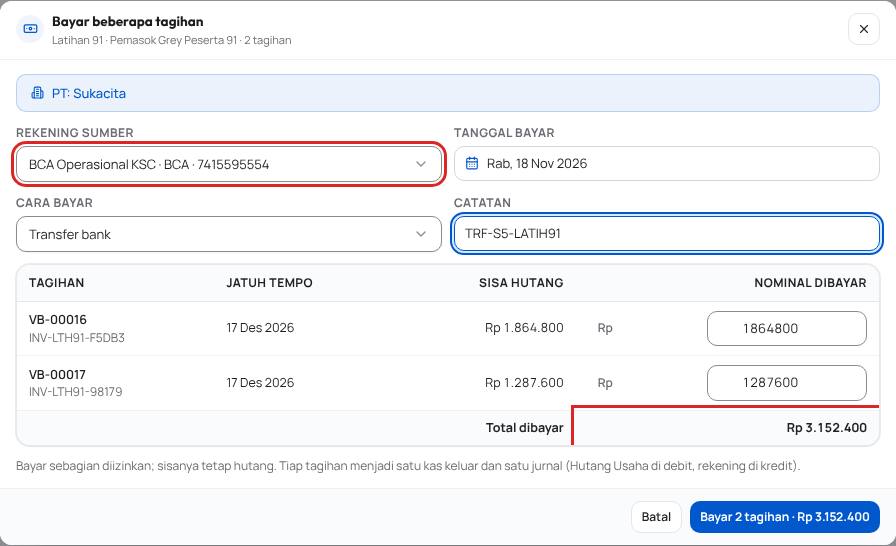 Bayar beberapa tagihan
Latihan 91 · Pemasok Grey Peserta 91 · 2 tagihan
PT: Sukacita
REKENING SUMBER TANGGAL BAYAR
BCA Operasional KSC · BCA · 7415595554 Rab, 18 Nov 2026
CARA BAYAR CATATAN
Transfer bank TRF-S5-LATIH91
TAGIHAN JATUH TEMPO SISA HUTANG NOMINAL DIBAYAR
VB-00016 17 Des 2026 Rp 1.864.800 Rp 1864800
INV-LTH91-F5DB3
VB-00017 17 Des 2026 Rp 1.287.600 Rp 1287600
INV-LTH91-98179
Total dibayar Rp 3.152.400
Bayar sebagian diizinkan; sisanya tetap hutang. Tiap tagihan menjadi satu kas keluar dan satu jurnal (Hutang Usaha di debit, rekening di kredit).
Batal Bayar 2 tagihan · Rp 3.152.400